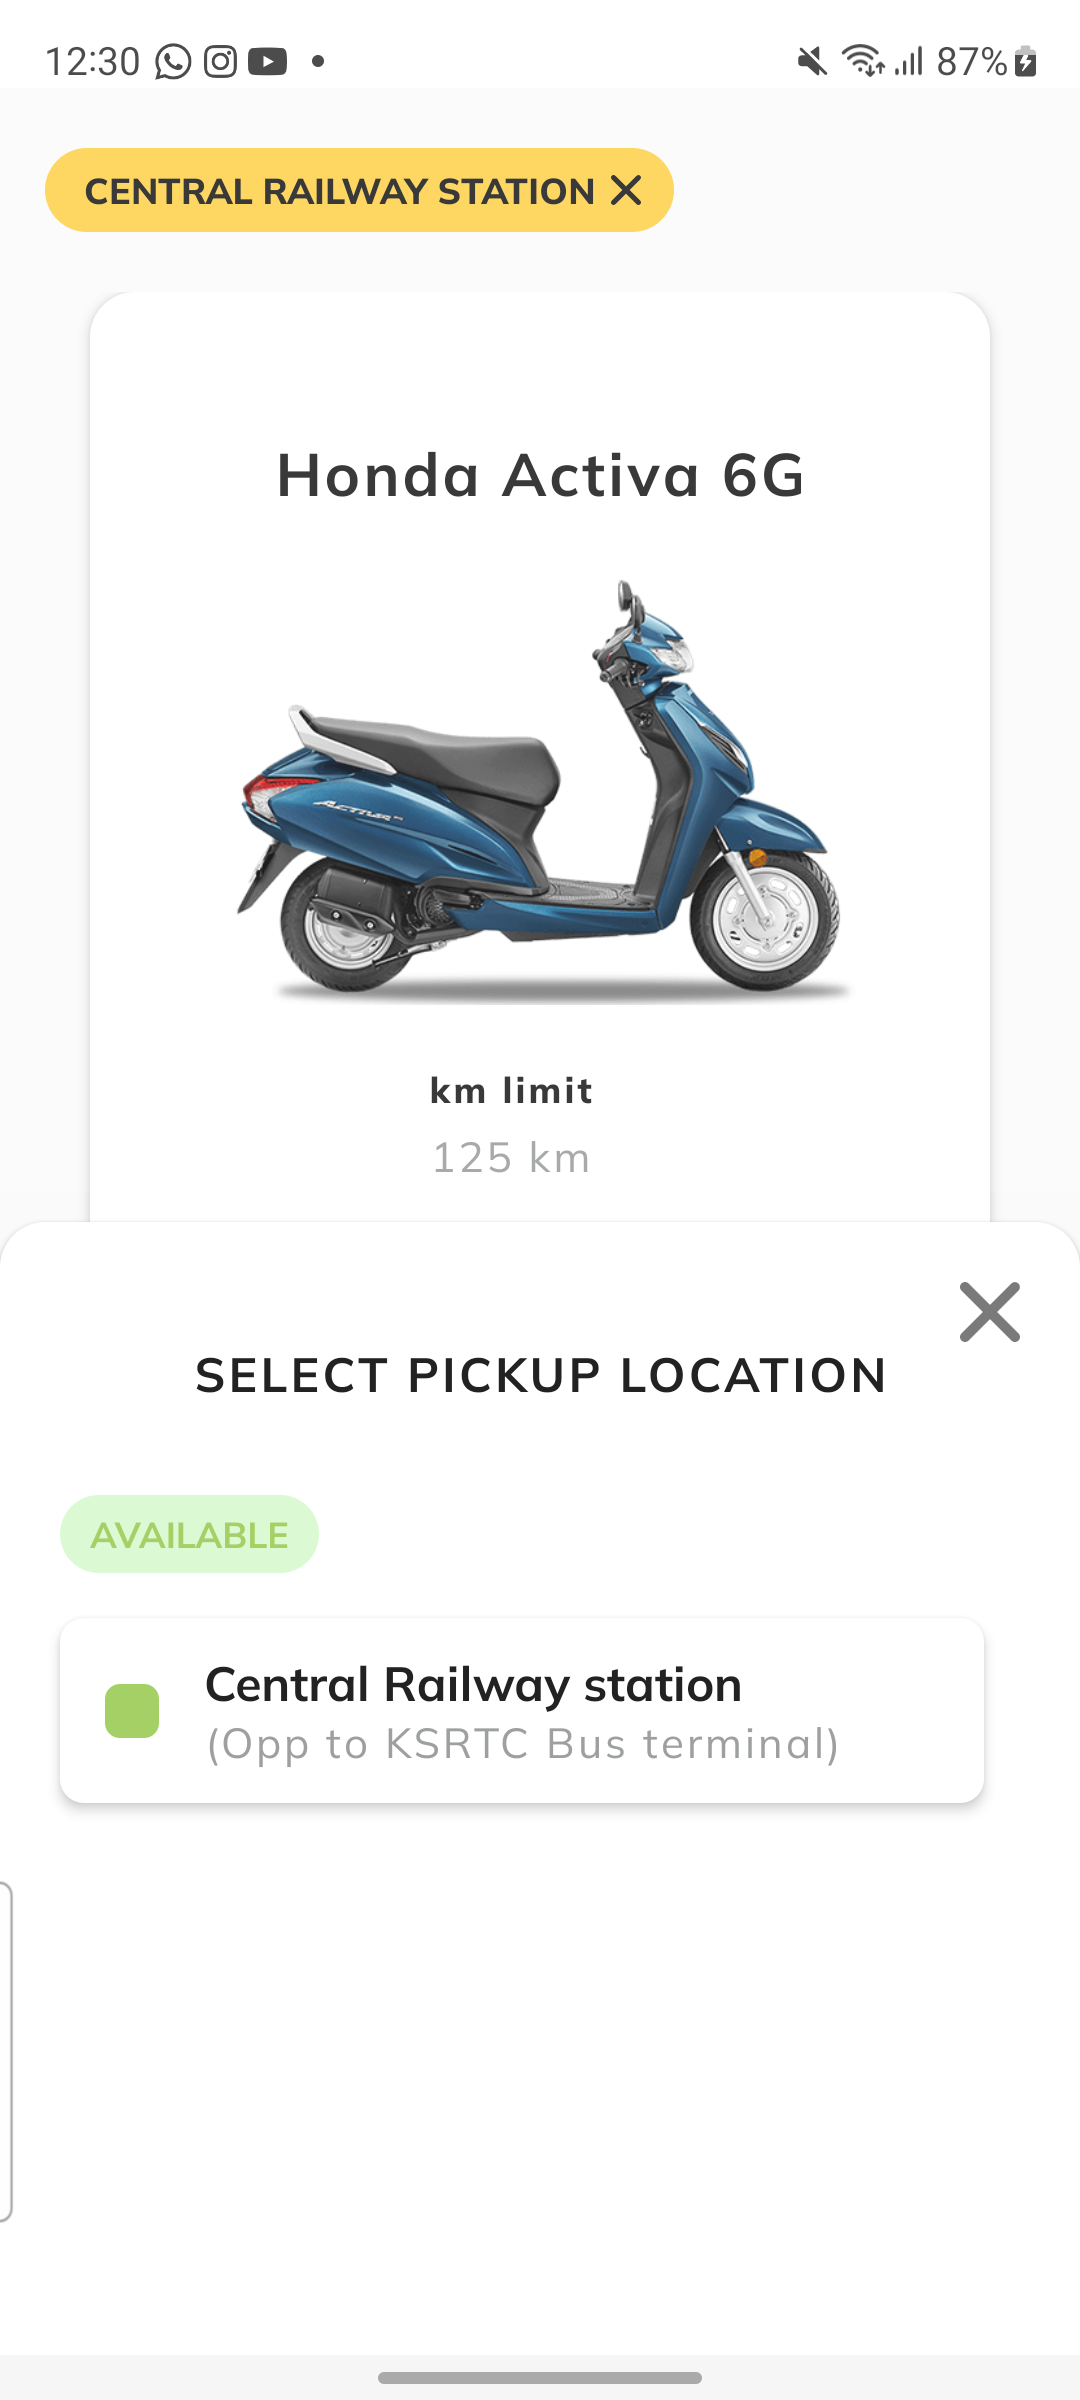 12:30
87%
CENTRAL RAILWAY STATION
Honda Activa 6G
ACTIVA
km limit
125 km
SELECT PICKUP LOCATION
AVAILABLE
Central Railway station
(Opp to KSRTC Bus terminal)